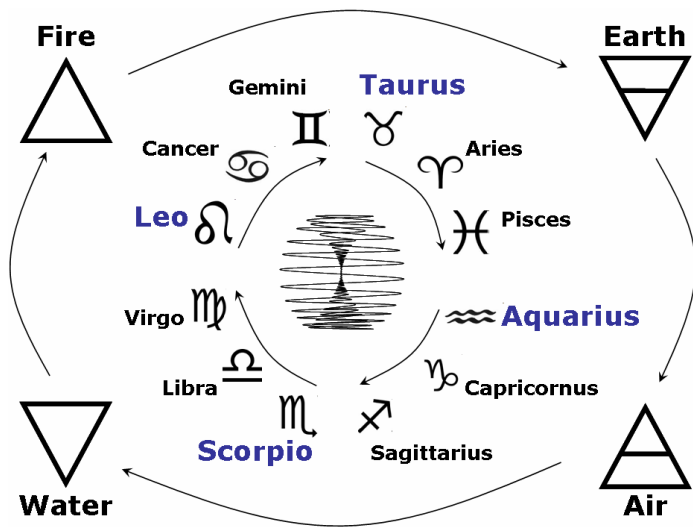 Fire
Earth
Gemini
Taurus
Cancer
Aries
Leo
Pisces
Virgo
Aquarius
Libra
Capricornus
Scorpio
Sagittarius
Water
Air